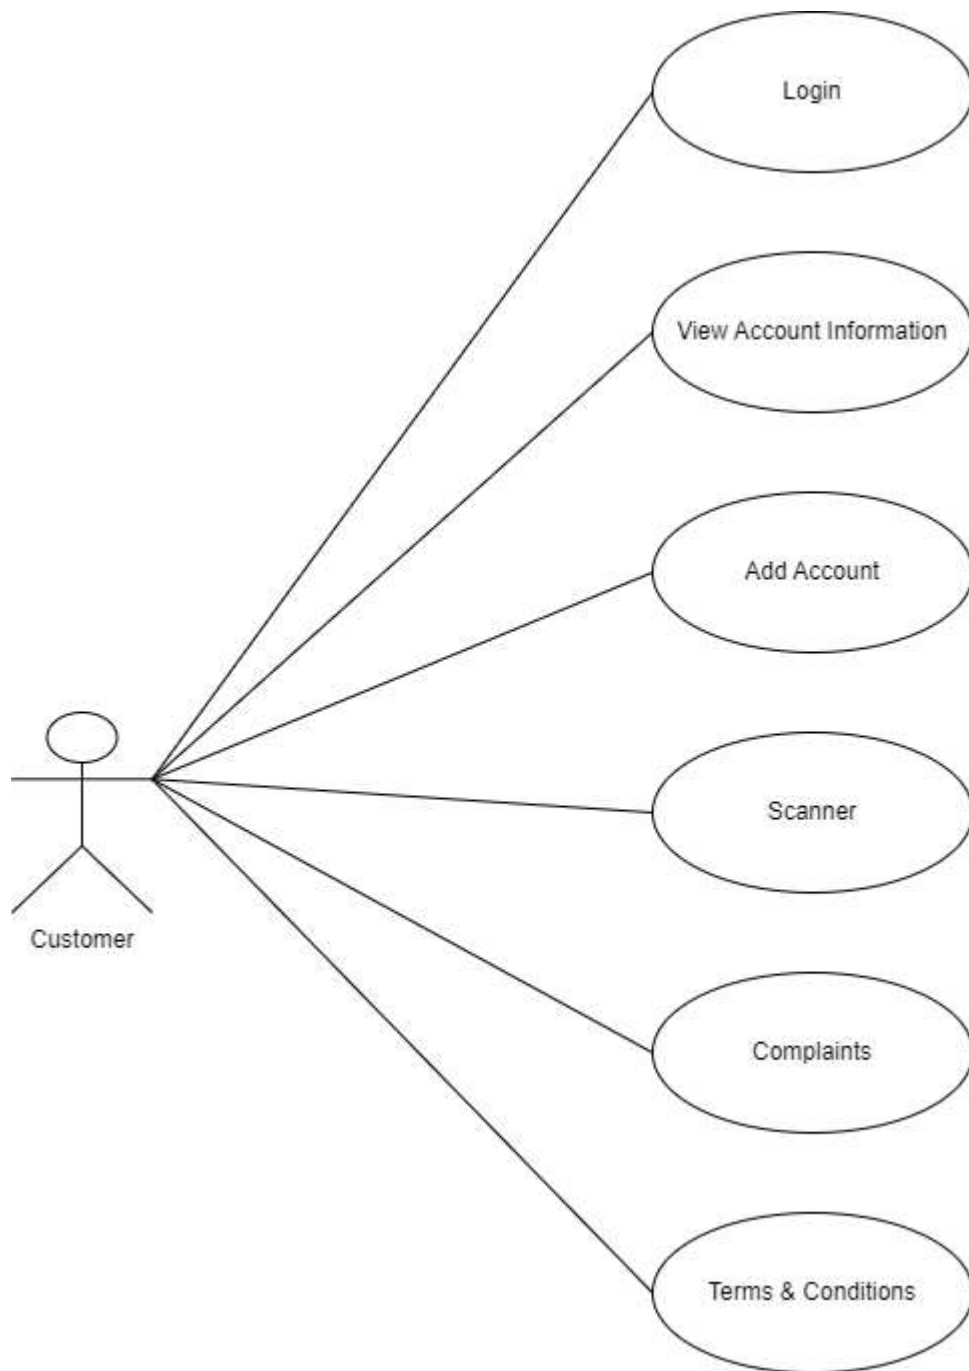 Login
View Account Information
Add Account
Scanner
Customer
Complaints
Terms & Conditions